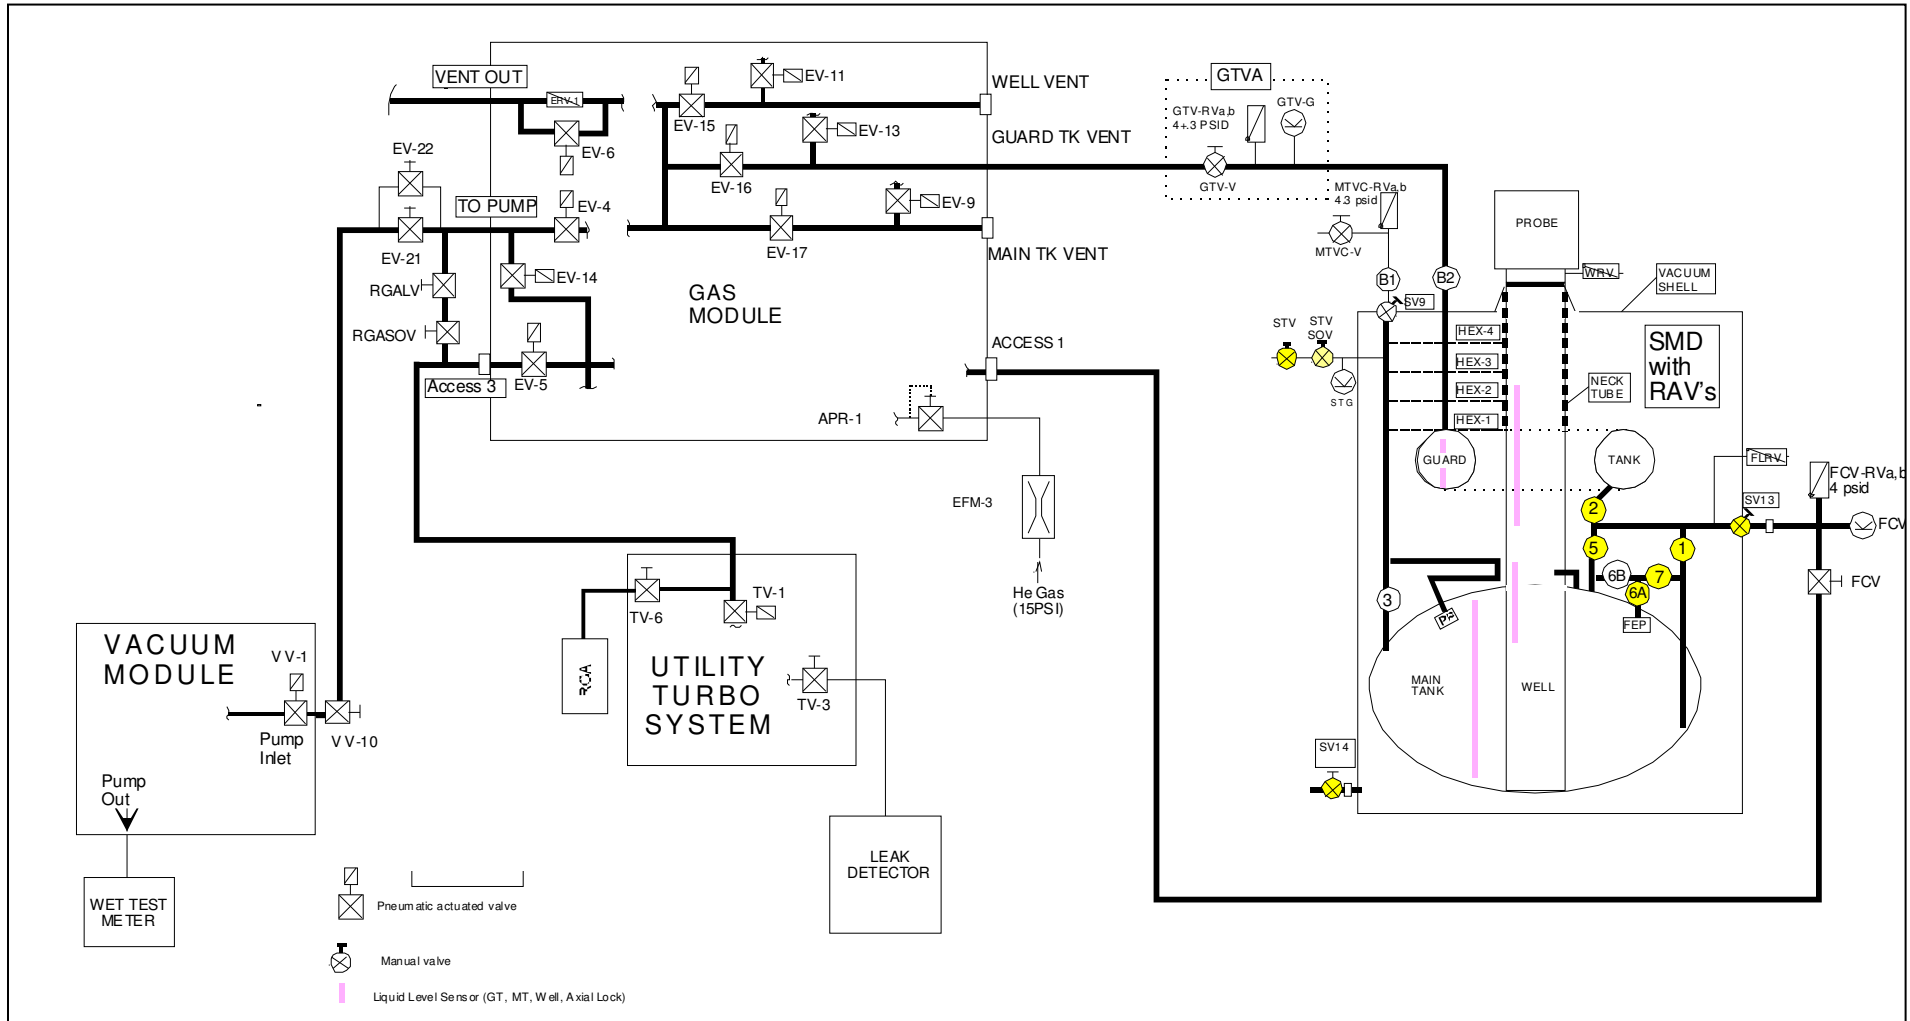 VENT OUT
ERV-1
EV-6
EV-22
TO PUMP
EV-4
EV-21
EV-14
RGALV
RGASOV
Access 3
EV-5
EV-11
EV-15
EV-13
EV-16
EV-9
EV-17
GAS
MODULE
APR-1
WELL VENT
GUARD TK VENT
MAIN TK VENT
ACCESS 1
EFM-3
He Gas
(15PSI)
GTVA
GTV-RVa,b
4+.3 PSID
GTV-G
GTV-V
MTVC-RVa,b
4.3 psid
MTVC-V
B1
B2
SV9
STV
STV
SOV
STG
PROBE
WRV
VACUUM
SHELL
HEX-4
HEX-3
HEX-2
HEX-1
SMD
with
RAV's
NECK
TUBE
GUARD
TANK
FLRV
FCV-RVa,b
4 psid
SV13
FCV
FCV
2
5
1
6B
7
6A
FEP
3
MAIN
TANK
WELL
SV14
VACUUM
MODULE
VV-1
Pump
Inlet
VV-10
Pump
Out
WET TEST
METER
TV-6
TV-1
UTILITY
TURBO
SYSTEM
TV-3
LEAK
DETECTOR
Pneumatic actuated valve
Manual valve
Liquid Level Sensor (GT, MT, Well, Axial Lock)